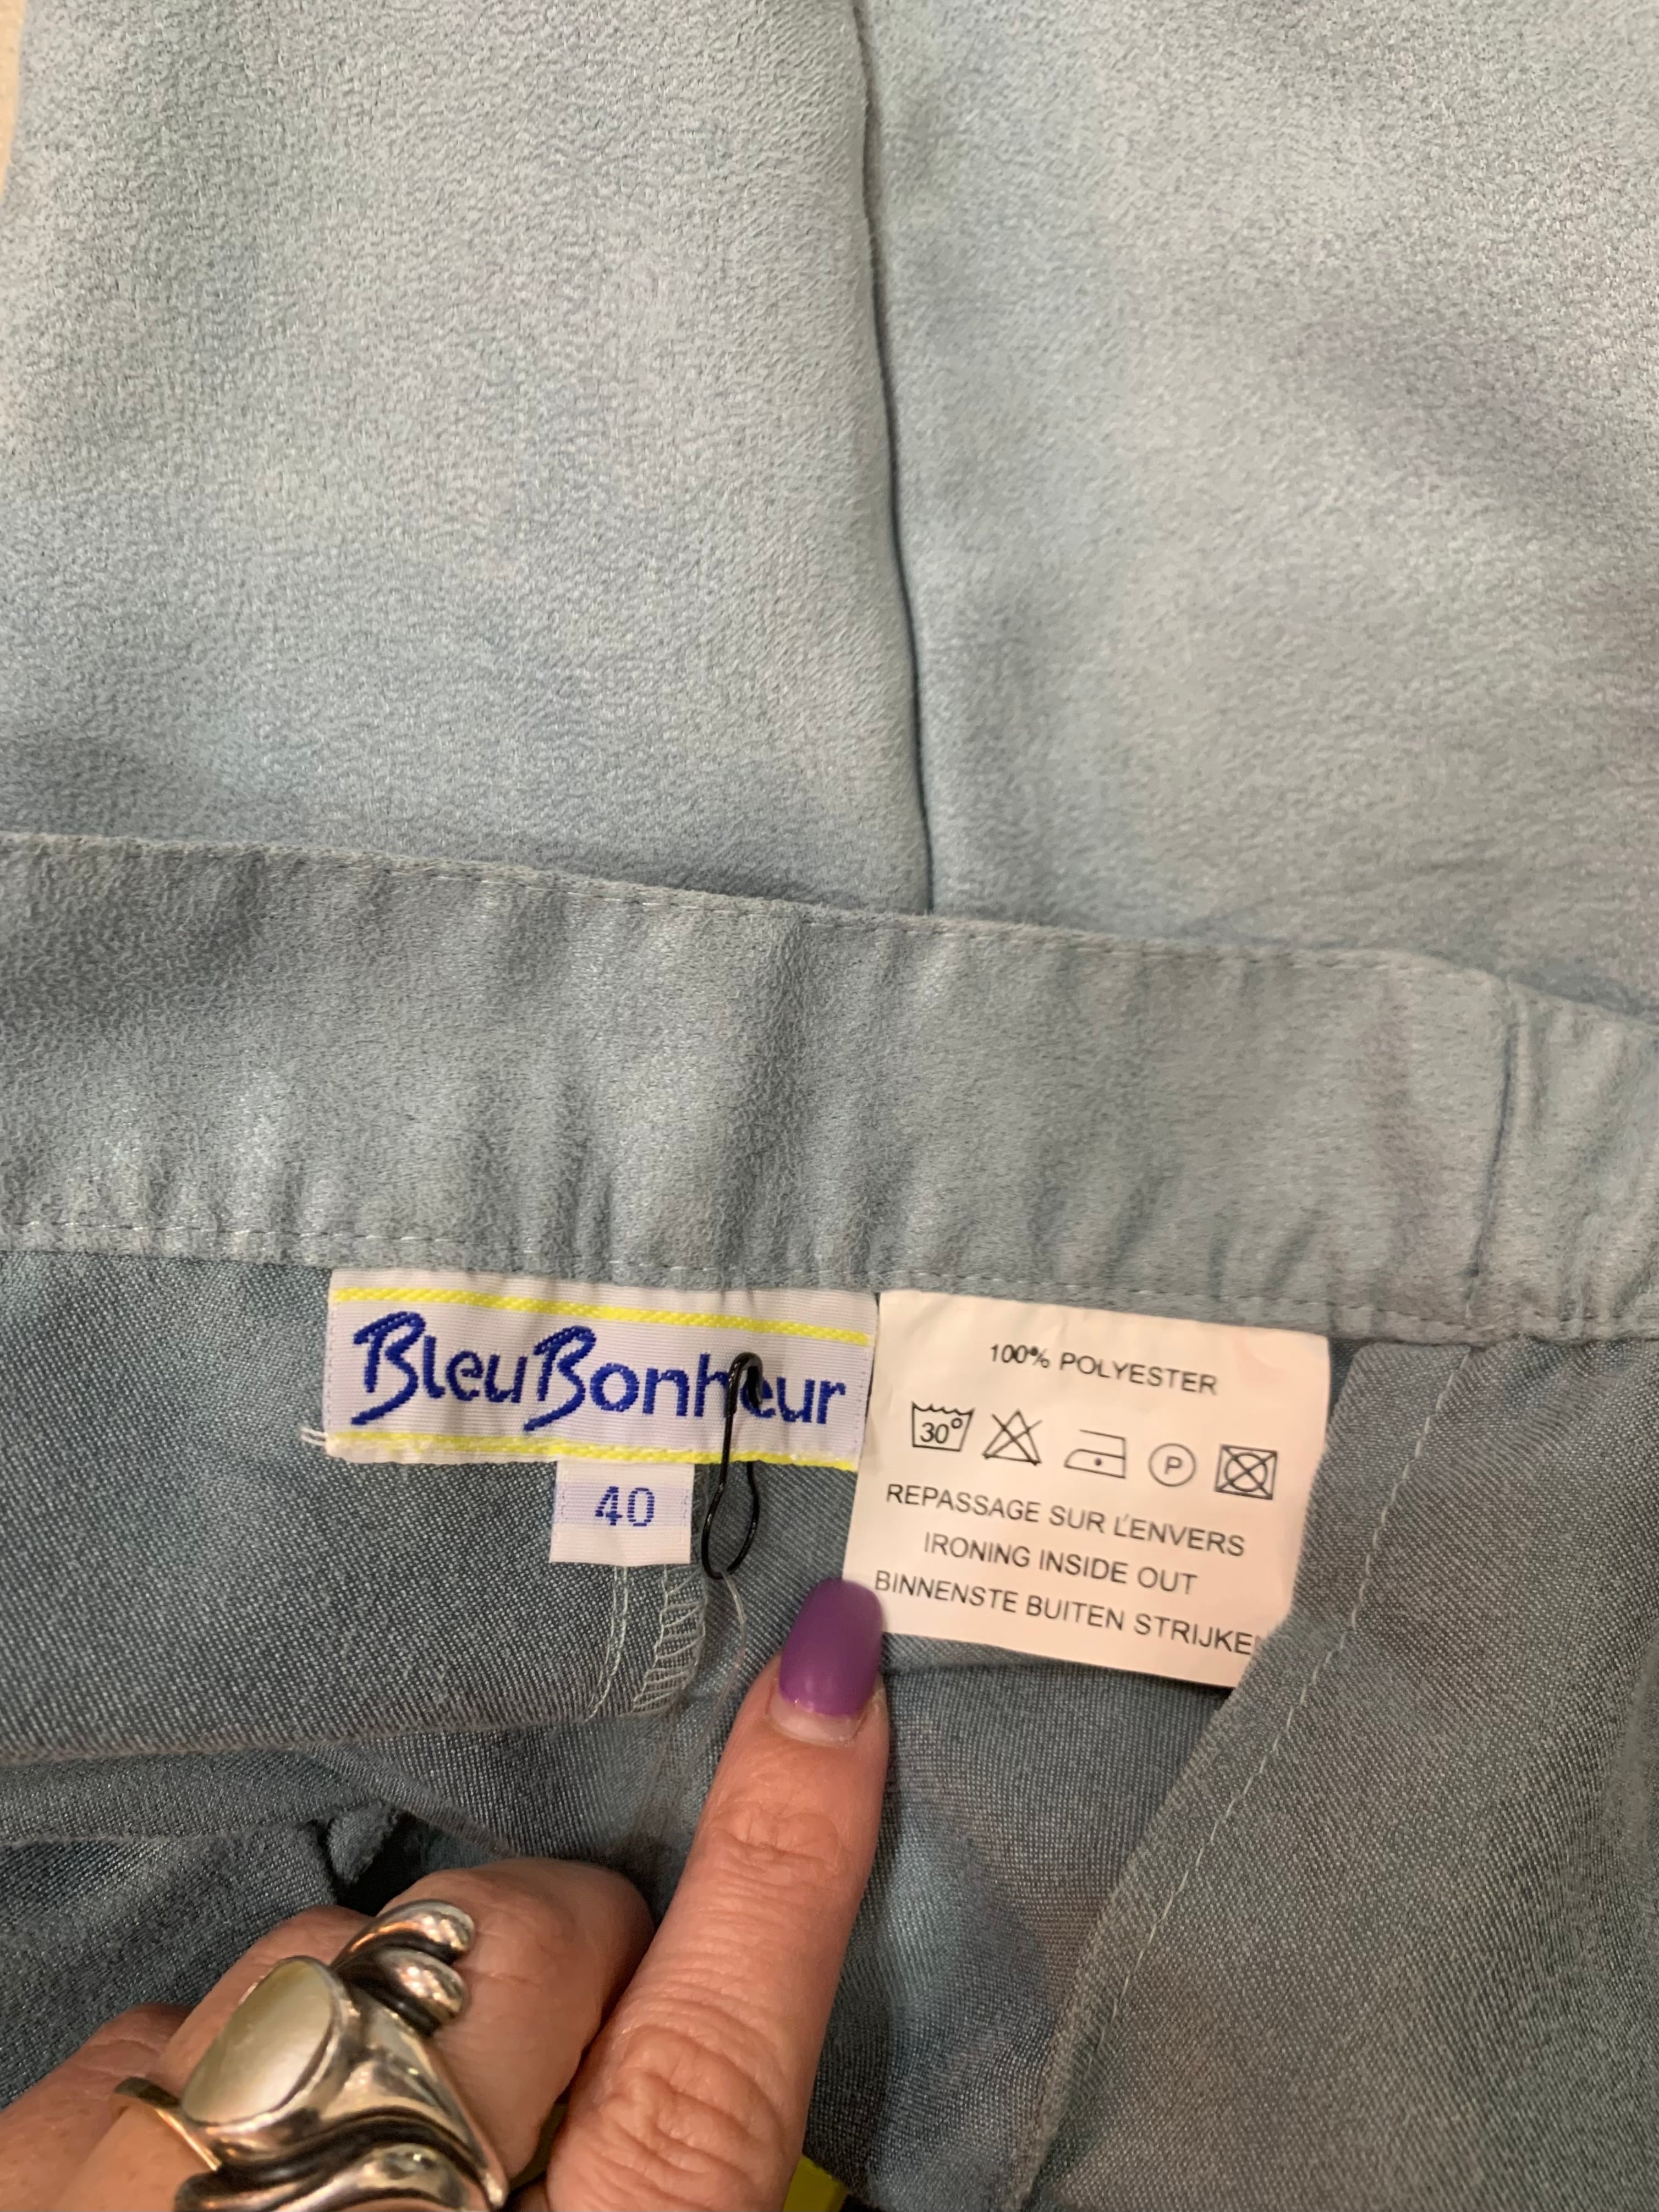 BleuBonheur
40
100% POLYESTER
30°
P
REPASSAGE SUR L'ENVERS
IRONING INSIDE OUT
BINNENSTE BUITEN STRIJKEN